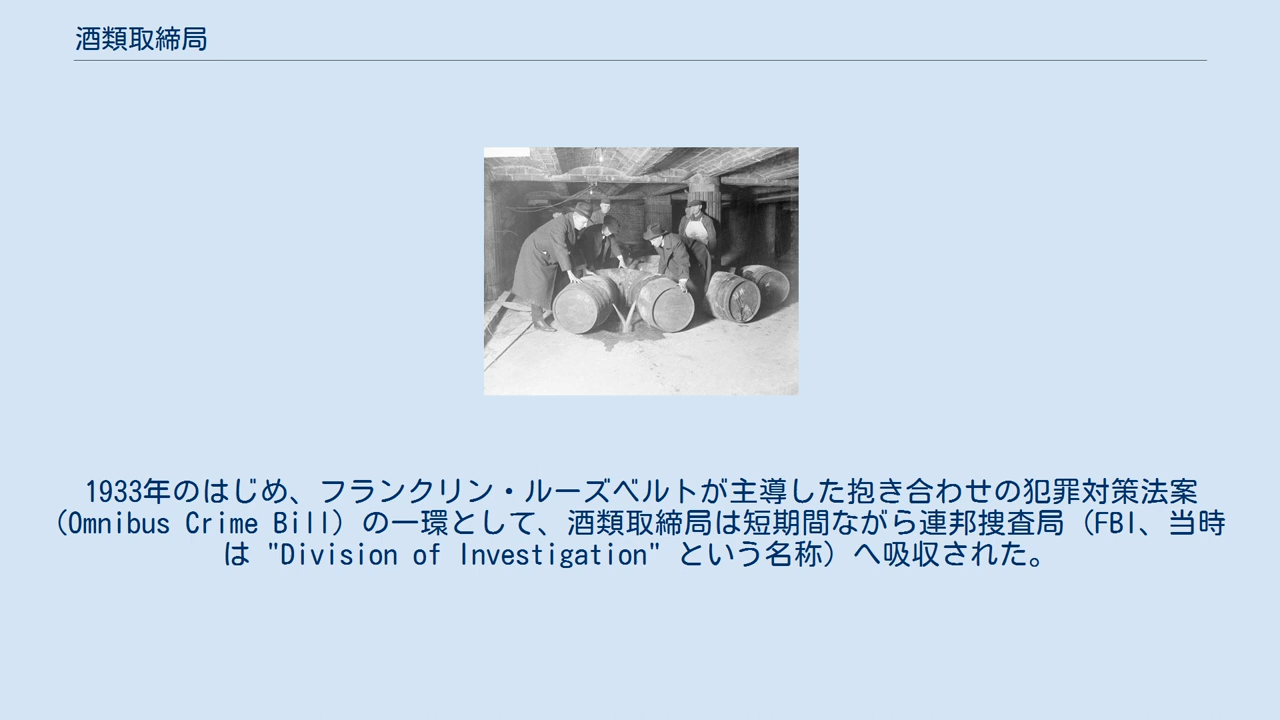 酒類取締局
1933年のはじめ、フランクリン・ルーズベルトが主導した抱き合わせの犯罪対策法案
（Omnibus Crime Bill）の一環として、酒類取締局は短期間ながら連邦捜査局（FBI、当時
は "Division of Investigation" という名称）へ吸収された。